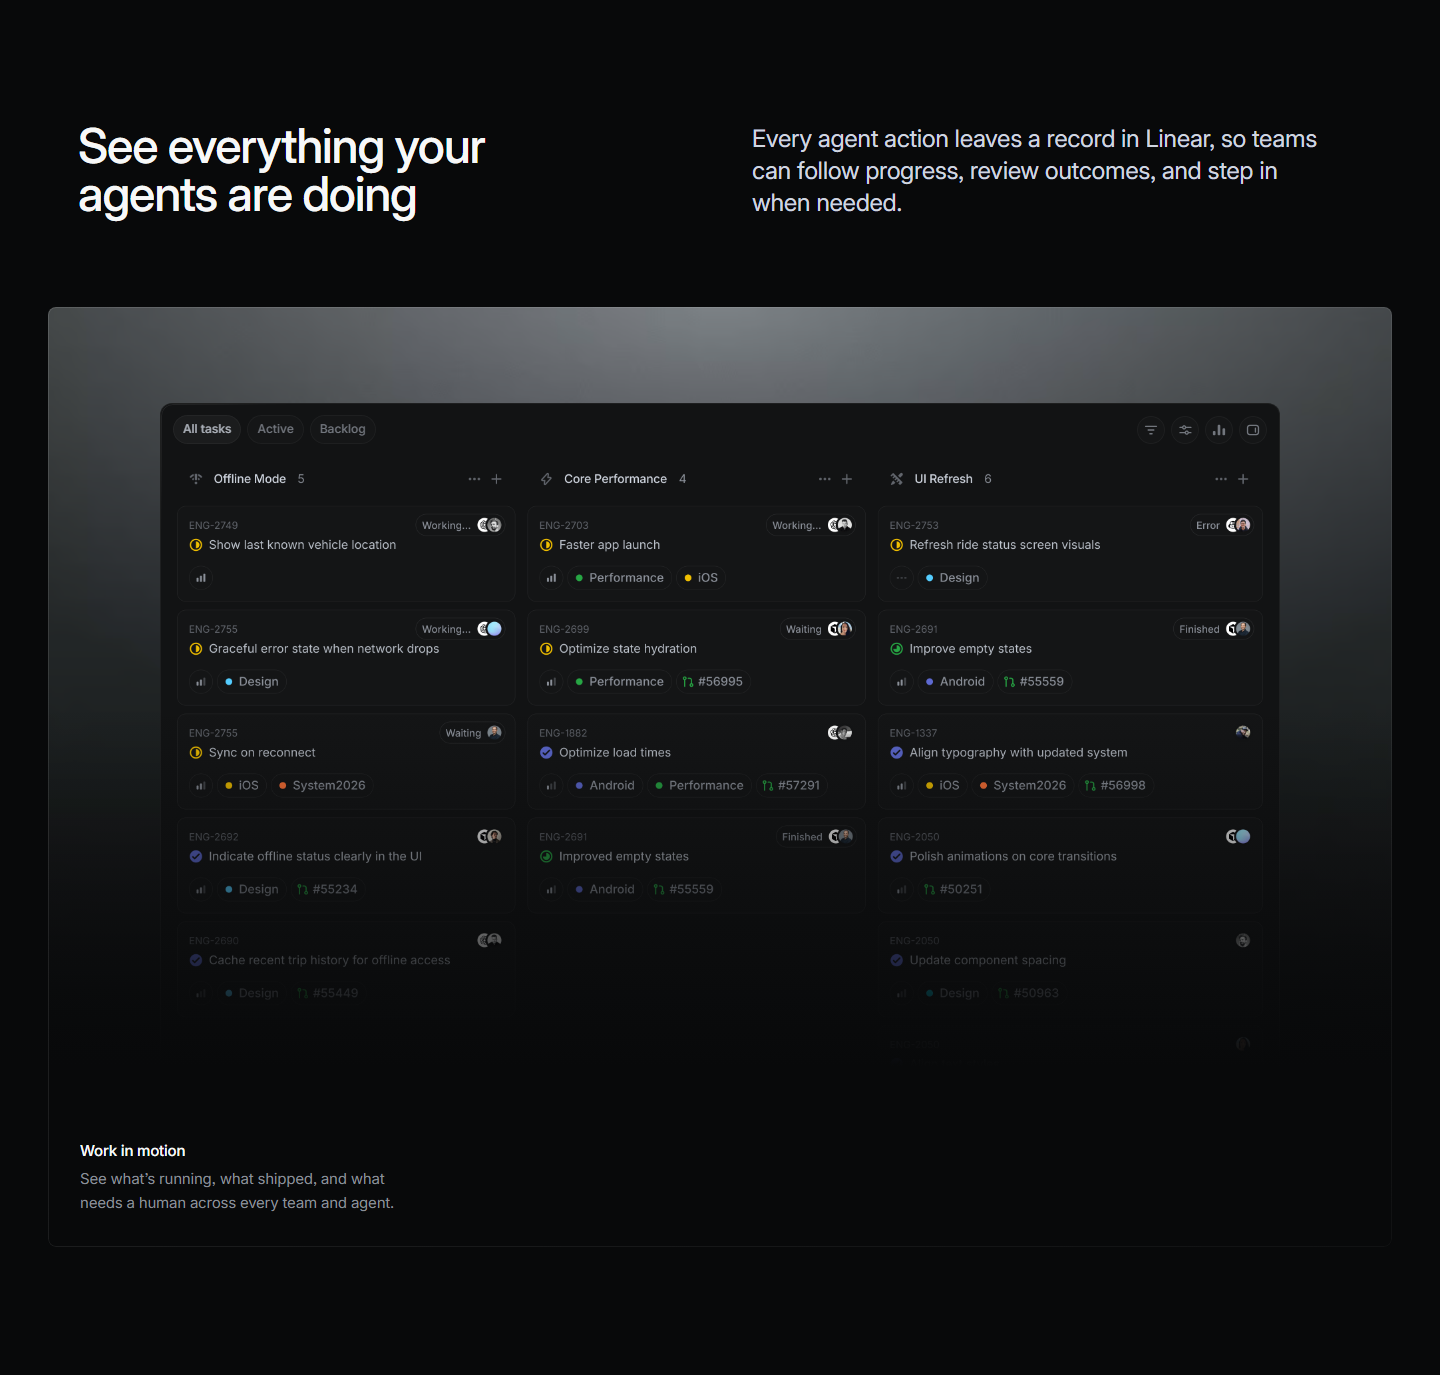 See everything your
agents are doing
Every agent action leaves a record in Linear, so teams
can follow progress, review outcomes, and step in
when needed.
All tasks
Active
Backlog
Offline Mode 5
ENG-2749
Working...
Show last known vehicle location
ENG-2755
Working...
Graceful error state when network drops
Design
ENG-2755
Waiting
Sync on reconnect
iOS
System2026
ENG-2692
Indicate offline status clearly in the UI
Design
#55234
ENG-2690
Cache recent trip history for offline access
Design
#55449
Core Performance 4
ENG-2703
Working...
Faster app launch
Performance
iOS
ENG-2699
Waiting
Optimize state hydration
Performance
#56995
ENG-1882
Optimize load times
Android
Performance
#57291
ENG-2691
Finished
Improved empty states
Android
#55559
UI Refresh 6
ENG-2753
Error
Refresh ride status screen visuals
Design
ENG-2691
Finished
Improve empty states
Android
#55559
ENG-1337
Align typography with updated system
iOS
System2026
#56998
ENG-2050
Polish animations on core transitions
#50251
ENG-2050
Update component spacing
Design
#50963
Work in motion
See what's running, what shipped, and what
needs a human across every team and agent.